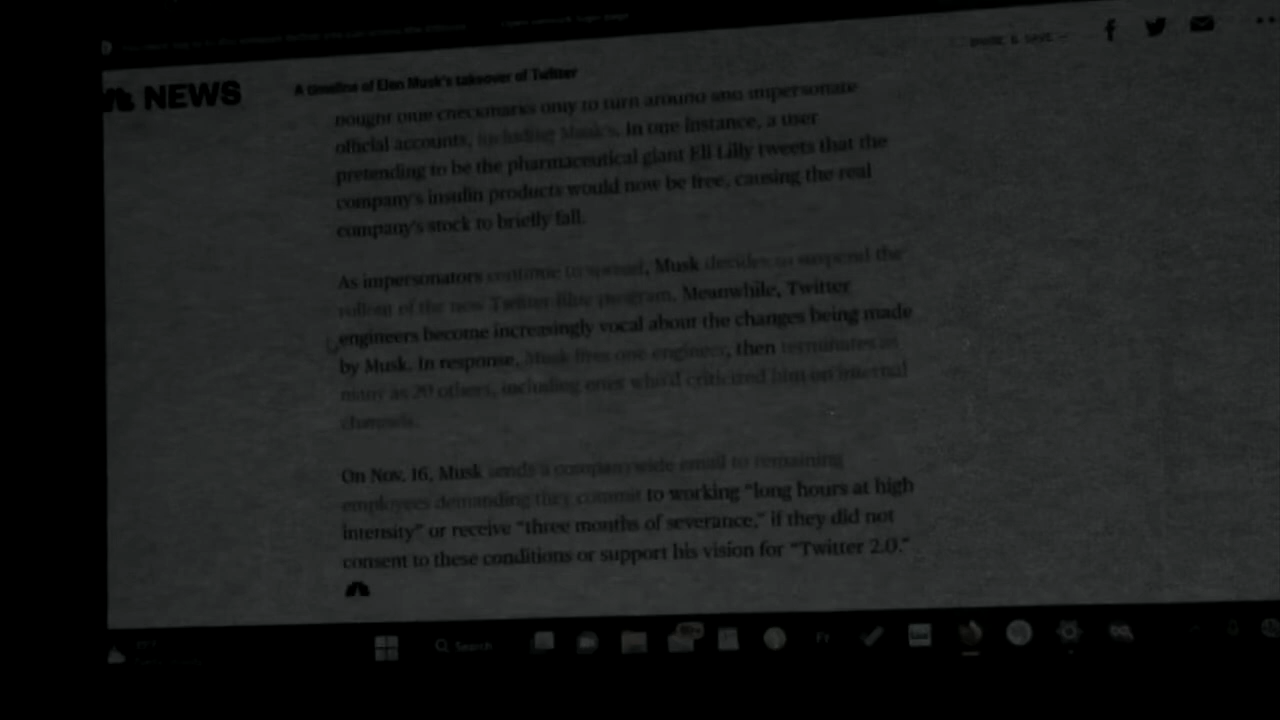 SHARE & SAVE —
NEWS
A timeline of Elon Musk's takeover of Twitter
bought blue checkmarks only to turn around and impersonate
official accounts, including Musk's. In one instance, a user
pretending to be the pharmaceutical giant Eli Lilly tweets that the
company's insulin products would now be free, causing the real
company's stock to briefly fall.
As impersonators continue to spread, Musk decides to suspend the
rollout of the new Twitter Blue program. Meanwhile, Twitter
engineers become increasingly vocal about the changes being made
by Musk. In response, Musk fires one engineer, then terminates as
many as 20 others, including ones who'd criticized him on internal
channels.
On Nov. 16, Musk sends a companywide email to remaining
employees demanding they commit to working "long hours at high
intensity" or receive "three months of severance," if they did not
consent to these conditions or support his vision for "Twitter 2.0."
Search